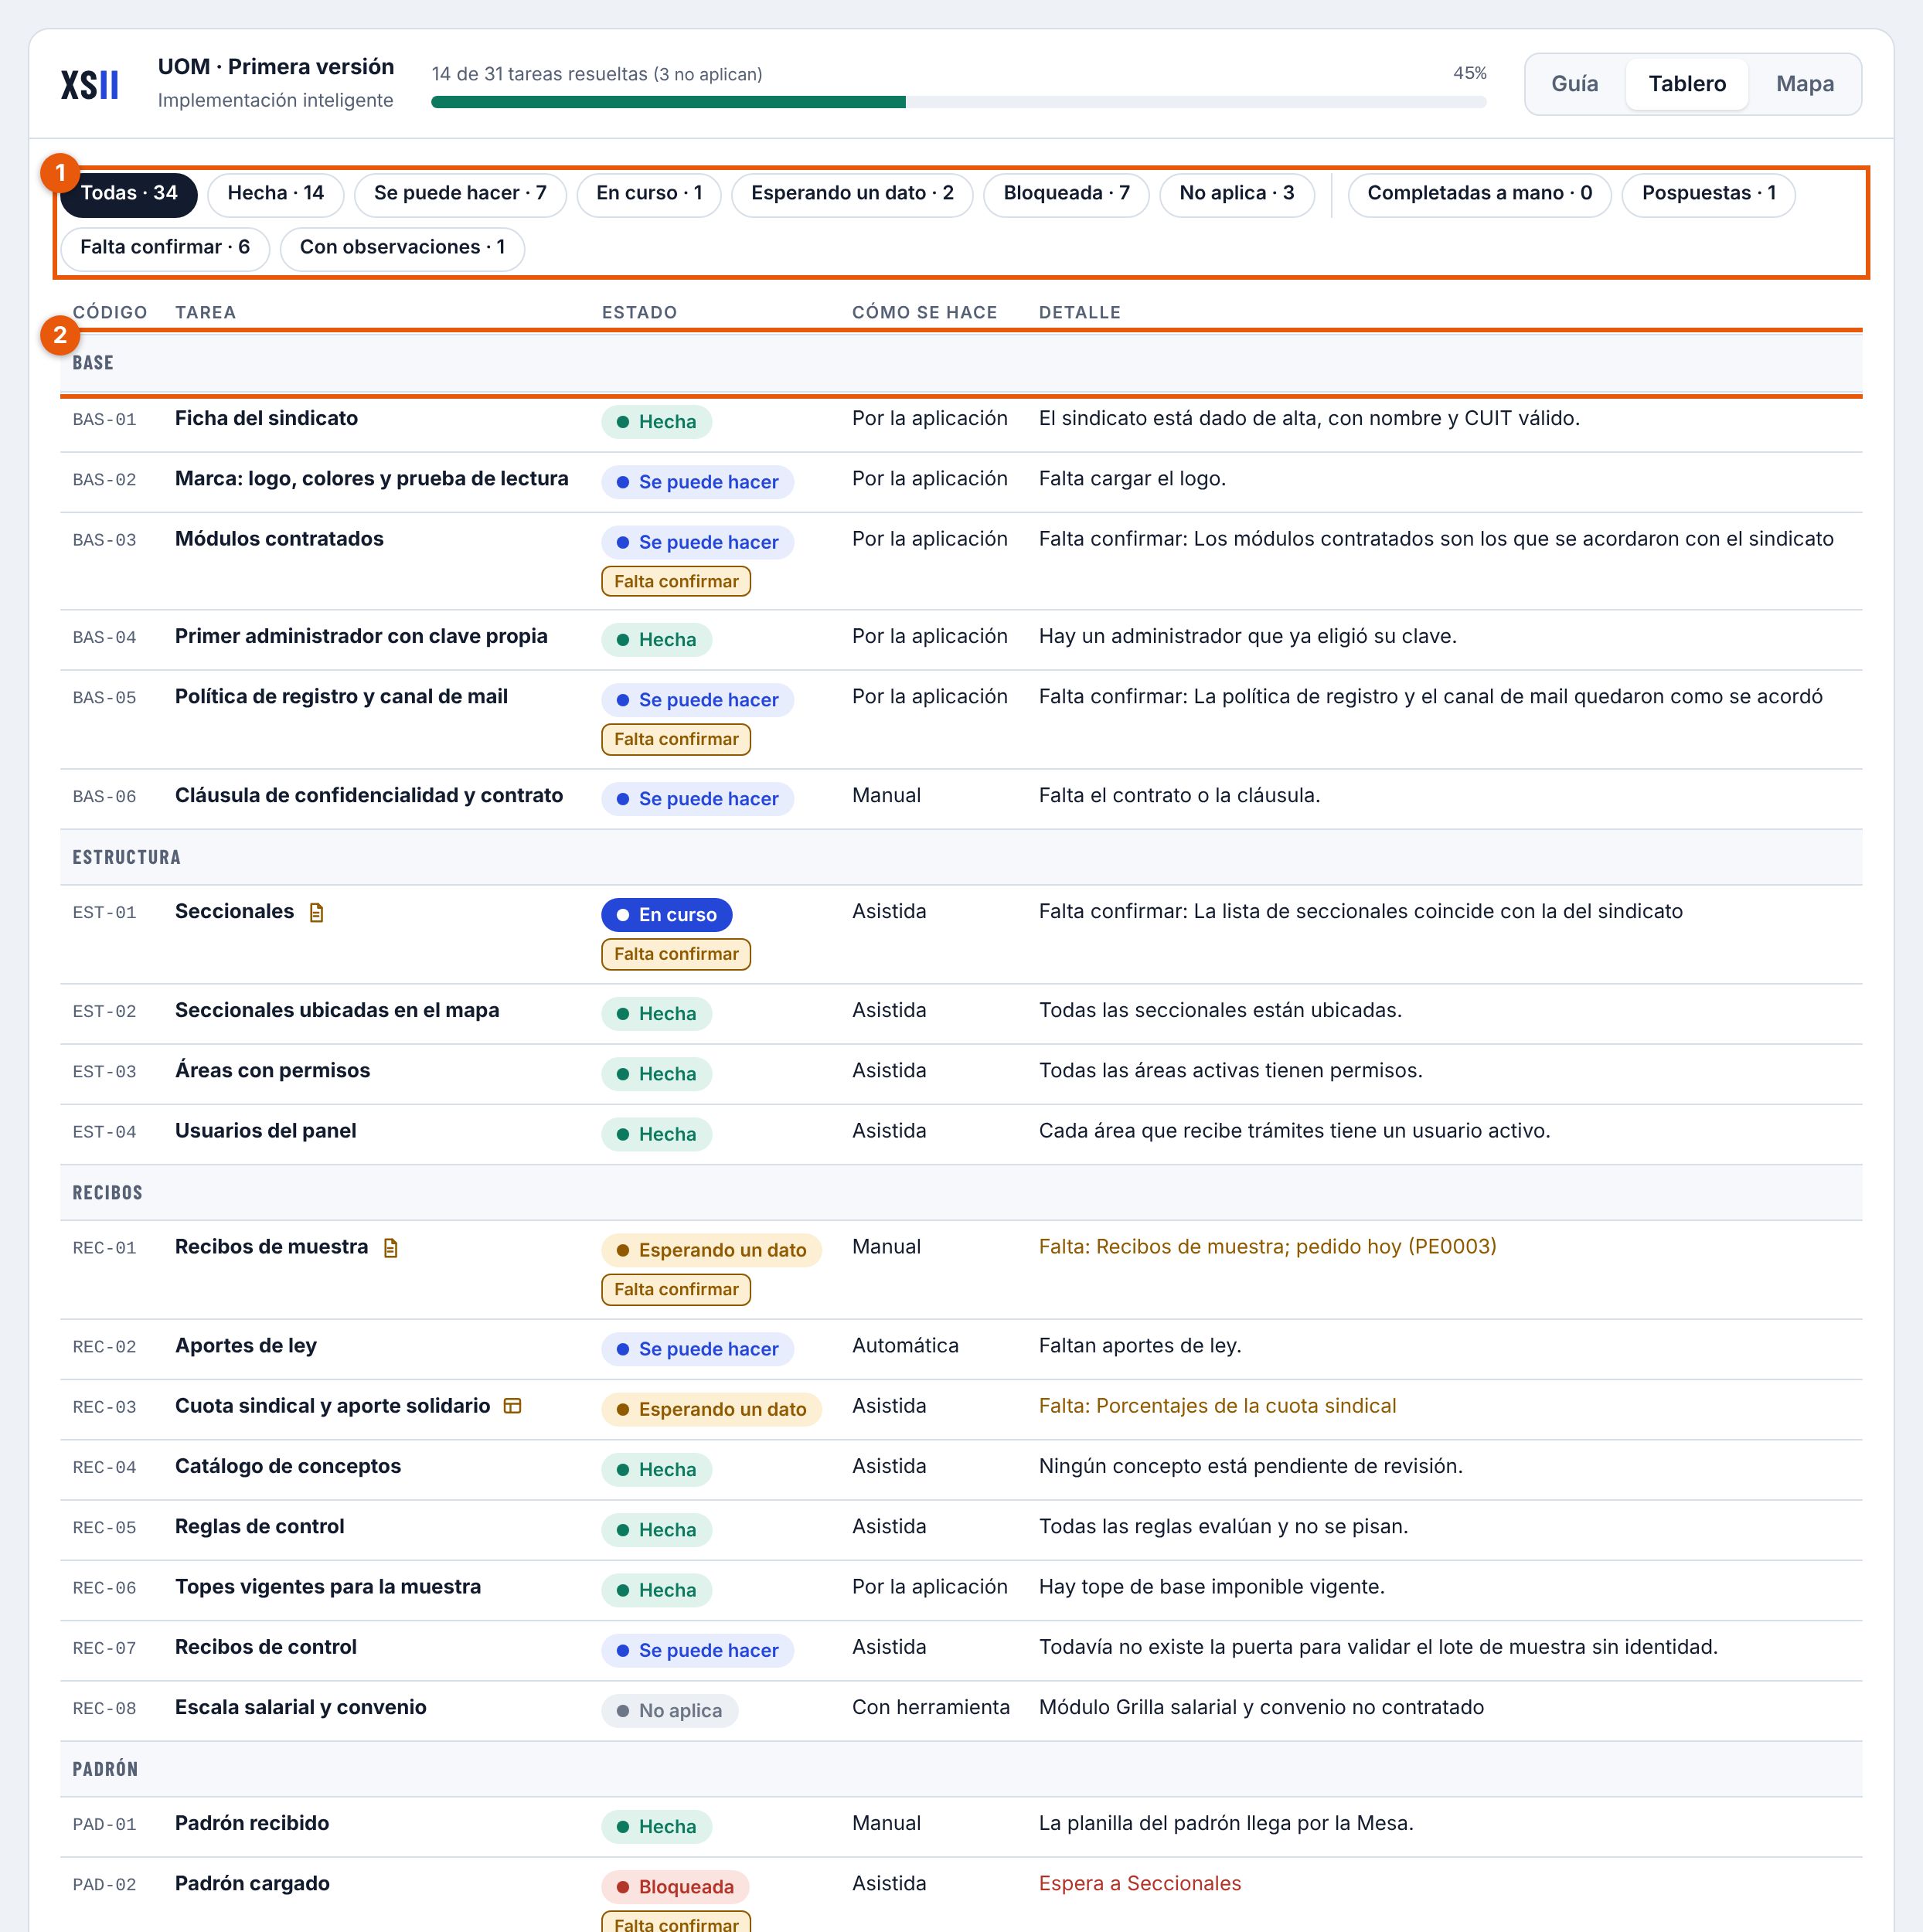 XSII
UOM · Primera versión
Implementación inteligente
14 de 31 tareas resueltas (3 no aplican)
45%
Guía
Tablero
Mapa
1
Todas · 34
Hecha · 14
Se puede hacer · 7
En curso · 1
Esperando un dato · 2
Bloqueada · 7
No aplica · 3
Completadas a mano · 0
Pospuestas · 1
Falta confirmar · 6
Con observaciones · 1
CÓDIGO TAREA ESTADO CÓMO SE HACE DETALLE
2
BASE
BAS-01 Ficha del sindicato Hecha Por la aplicación El sindicato está dado de alta, con nombre y CUIT válido.
BAS-02 Marca: logo, colores y prueba de lectura Se puede hacer Por la aplicación Falta cargar el logo.
BAS-03 Módulos contratados Se puede hacer Por la aplicación Falta confirmar: Los módulos contratados son los que se acordaron con el sindicato
Falta confirmar
BAS-04 Primer administrador con clave propia Hecha Por la aplicación Hay un administrador que ya eligió su clave.
BAS-05 Política de registro y canal de mail Se puede hacer Por la aplicación Falta confirmar: La política de registro y el canal de mail quedaron como se acordó
Falta confirmar
BAS-06 Cláusula de confidencialidad y contrato Se puede hacer Manual Falta el contrato o la cláusula.
ESTRUCTURA
EST-01 Seccionales En curso Asistida Falta confirmar: La lista de seccionales coincide con la del sindicato
Falta confirmar
EST-02 Seccionales ubicadas en el mapa Hecha Asistida Todas las seccionales están ubicadas.
EST-03 Áreas con permisos Hecha Asistida Todas las áreas activas tienen permisos.
EST-04 Usuarios del panel Hecha Asistida Cada área que recibe trámites tiene un usuario activo.
RECIBOS
REC-01 Recibos de muestra Esperando un dato Manual Falta: Recibos de muestra; pedido hoy (PE0003)
Falta confirmar
REC-02 Aportes de ley Se puede hacer Automática Faltan aportes de ley.
REC-03 Cuota sindical y aporte solidario Esperando un dato Asistida Falta: Porcentajes de la cuota sindical
REC-04 Catálogo de conceptos Hecha Asistida Ningún concepto está pendiente de revisión.
REC-05 Reglas de control Hecha Asistida Todas las reglas evalúan y no se pisan.
REC-06 Topes vigentes para la muestra Hecha Por la aplicación Hay tope de base imponible vigente.
REC-07 Recibos de control Se puede hacer Asistida Todavía no existe la puerta para validar el lote de muestra sin identidad.
REC-08 Escala salarial y convenio No aplica Con herramienta Módulo Grilla salarial y convenio no contratado
PADRÓN
PAD-01 Padrón recibido Hecha Manual La planilla del padrón llega por la Mesa.
PAD-02 Padrón cargado Bloqueada Asistida Espera a Seccionales
Falta confirmar